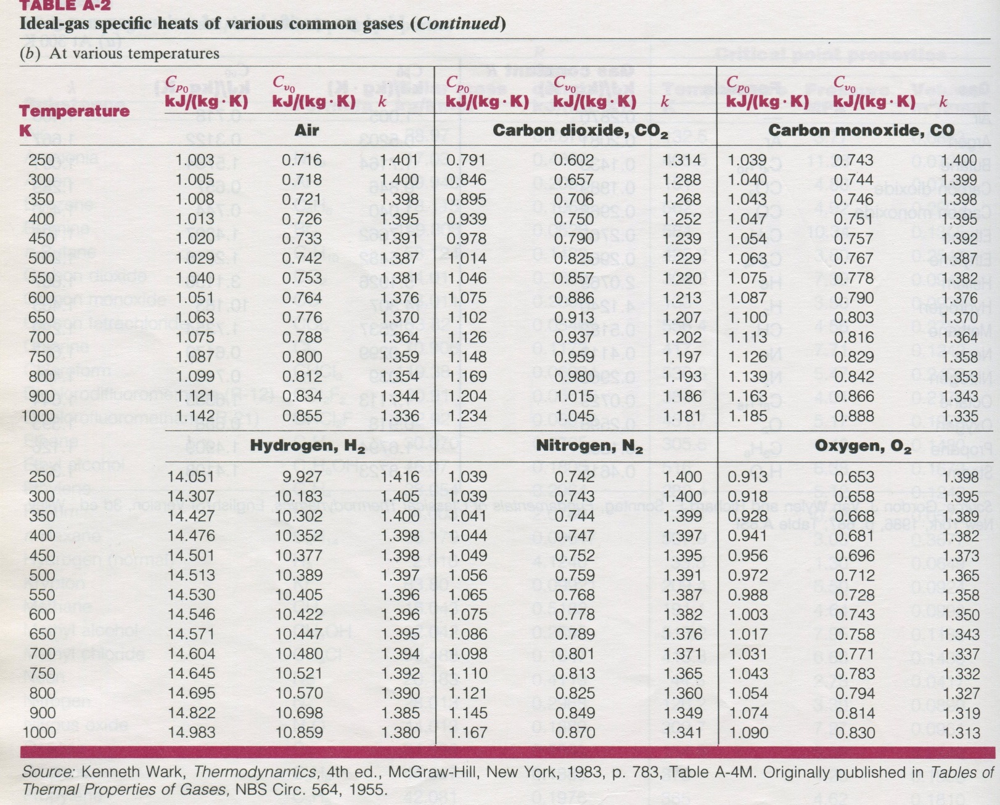 TABLE A-2
Ideal-gas specific heats of various common gases (Continued)
(b) At various temperatures
Cp0 Cv0 Cp0 Cv0 Cp0 Cv0
kJ/(kg · K) kJ/(kg · K) k kJ/(kg · K) kJ/(kg · K) k kJ/(kg · K) kJ/(kg · K) k
Temperature
K Air Carbon dioxide, CO2 Carbon monoxide, CO
250 1.003 0.716 1.401 0.791 0.602 1.314 1.039 0.743 1.400
300 1.005 0.718 1.400 0.846 0.657 1.288 1.040 0.744 1.399
350 1.008 0.721 1.398 0.895 0.706 1.268 1.043 0.746 1.398
400 1.013 0.726 1.395 0.939 0.750 1.252 1.047 0.751 1.395
450 1.020 0.733 1.391 0.978 0.790 1.239 1.054 0.757 1.392
500 1.029 0.742 1.387 1.014 0.825 1.229 1.063 0.767 1.387
550 1.040 0.753 1.381 1.046 0.857 1.220 1.075 0.778 1.382
600 1.051 0.764 1.376 1.075 0.886 1.213 1.087 0.790 1.376
650 1.063 0.776 1.370 1.102 0.913 1.207 1.100 0.803 1.370
700 1.075 0.788 1.364 1.126 0.937 1.202 1.113 0.816 1.364
750 1.087 0.800 1.359 1.148 0.959 1.197 1.126 0.829 1.358
800 1.099 0.812 1.354 1.169 0.980 1.193 1.139 0.842 1.353
900 1.121 0.834 1.344 1.204 1.015 1.186 1.163 0.866 1.343
1000 1.142 0.855 1.336 1.234 1.045 1.181 1.185 0.888 1.335
Hydrogen, H2 Nitrogen, N2 Oxygen, O2
250 14.051 9.927 1.416 1.039 0.742 1.400 0.913 0.653 1.398
300 14.307 10.183 1.405 1.039 0.743 1.400 0.918 0.658 1.395
350 14.427 10.302 1.400 1.041 0.744 1.399 0.928 0.668 1.389
400 14.476 10.352 1.398 1.044 0.747 1.397 0.941 0.681 1.382
450 14.501 10.377 1.398 1.049 0.752 1.395 0.956 0.696 1.373
500 14.513 10.389 1.397 1.056 0.759 1.391 0.972 0.712 1.365
550 14.530 10.405 1.396 1.065 0.768 1.387 0.988 0.728 1.358
600 14.546 10.422 1.396 1.075 0.778 1.382 1.003 0.743 1.350
650 14.571 10.447 1.395 1.086 0.789 1.376 1.017 0.758 1.343
700 14.604 10.480 1.394 1.098 0.801 1.371 1.031 0.771 1.337
750 14.645 10.521 1.392 1.110 0.813 1.365 1.043 0.783 1.332
800 14.695 10.570 1.390 1.121 0.825 1.360 1.054 0.794 1.327
900 14.822 10.698 1.385 1.145 0.849 1.349 1.074 0.814 1.319
1000 14.983 10.859 1.380 1.167 0.870 1.341 1.090 0.830 1.313
Source: Kenneth Wark, Thermodynamics, 4th ed., McGraw-Hill, New York, 1983, p. 783, Table A-4M. Originally published in Tables of
Thermal Properties of Gases, NBS Circ. 564, 1955.